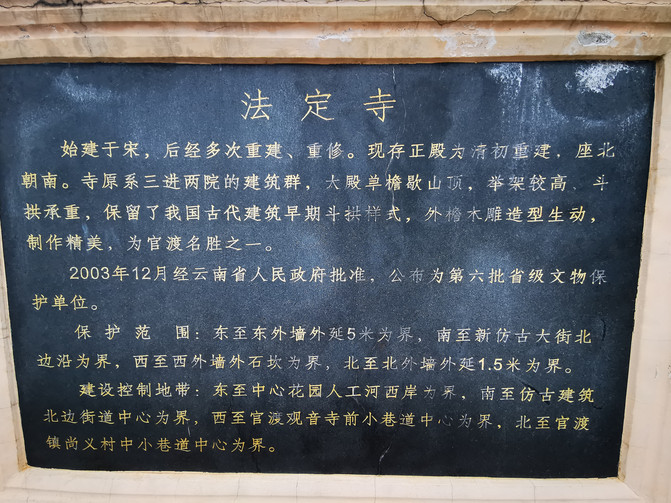 法定寺
始建于宋，后经多次重建、重修。现存正殿为清初重建，座北
朝南。寺原系三进两院的建筑群，大殿单檐歇山顶，举架较高、斗
拱承重，保留了我国古代建筑早期斗拱样式，外檐木雕造型生动，
制作精美，为官渡名胜之一。
2003年12月经云南省人民政府批准，公布为第六批省级文物保
护单位。
保护范围：东至东外墙外延5米为界，南至新仿古大街北
边沿为界，西至西外墙外石坎为界，北至北外墙外延1.5米为界。
建设控制地带：东至中心花园人工河西岸为界，南至仿古建筑
北边街道中心为界，西至官渡观音寺前小巷道中心为界，北至官渡
镇尚义村中小巷道中心为界。